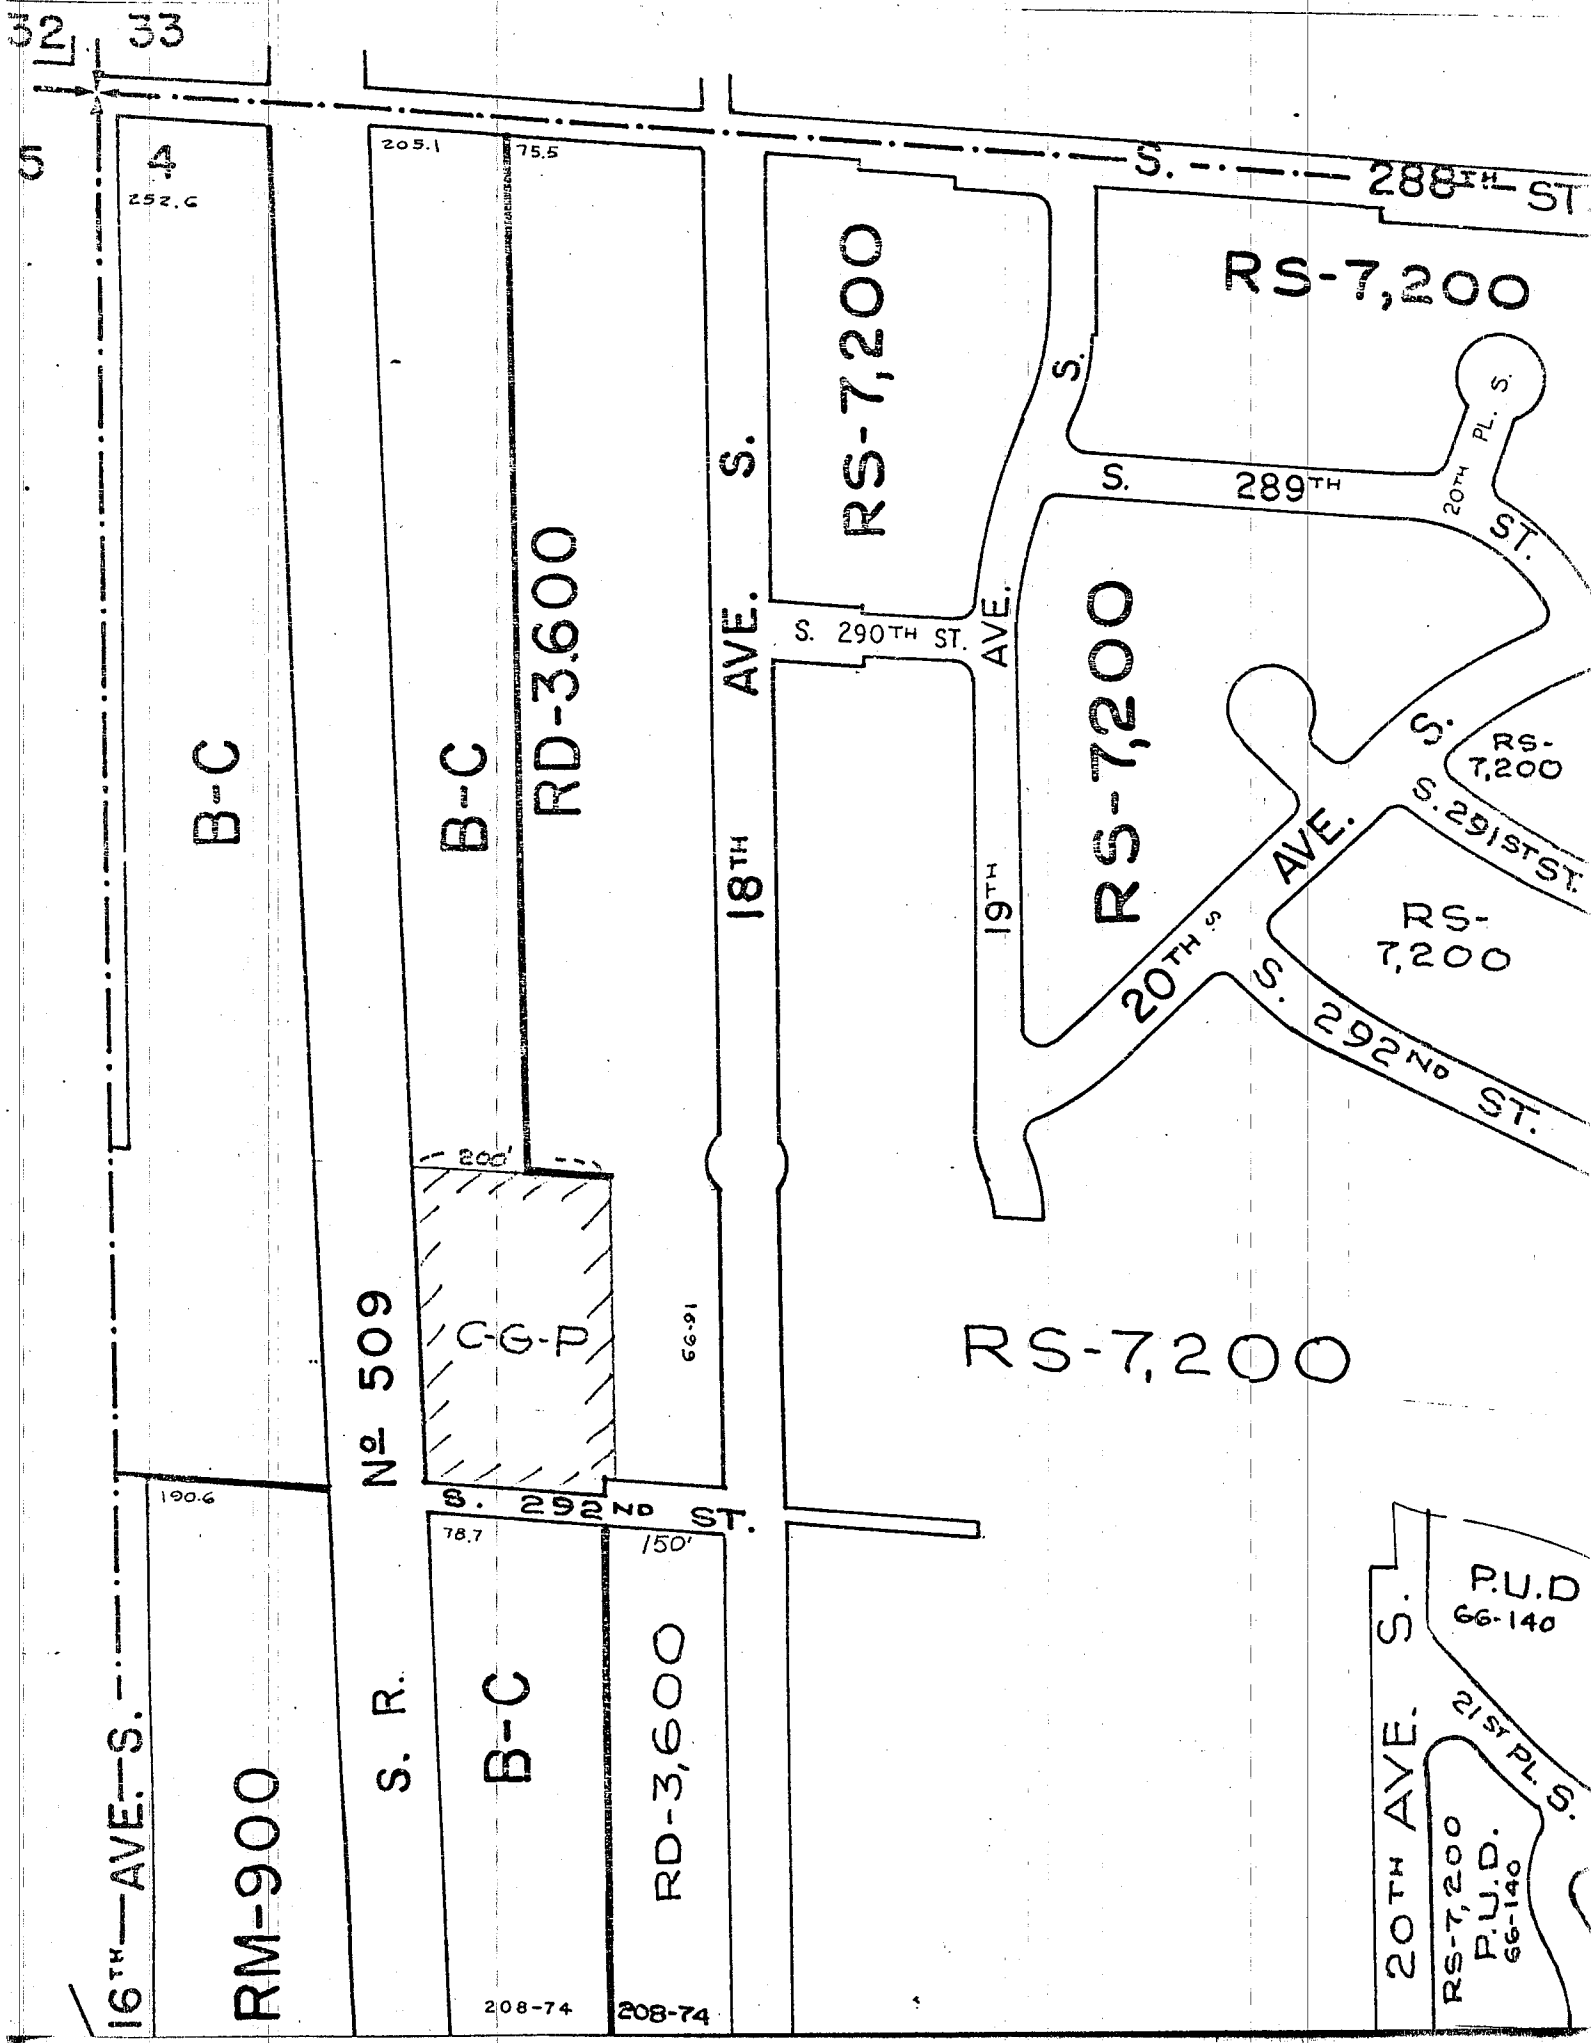 32 33
5 4
252.6
205.1
75.5
S. 288TH ST
RS-7,200
RS-7,200
S.
AVE.
19TH
20TH PL. S.
S. 289TH ST.
B-C
B-C
RD-3,600
18TH AVE. S.
S. 290TH ST.
RS-7,200
RS-
7,200
S. 291ST ST.
20TH S AVE. S.
RS-
7,200
S. 292ND ST.
200'
C-G-P
66-91
RS-7,200
S. R. Nº 509
190.6
S. 292ND ST.
78.7
150'
16TH AVE. S.
RM-900
B-C
208-74
RD-3,600
208-74
P.U.D
66-140
20TH AVE. S.
21ST PL. S.
RS-7,200
P.U.D.
66-140